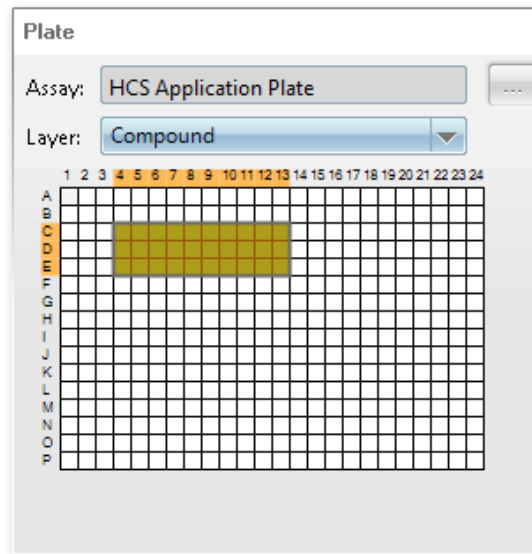 Plate
Assay: HCS Application Plate ...
Layer: Compound
1 2 3 4 5 6 7 8 9 10 11 12 13 14 15 16 17 18 19 20 21 22 23 24
A
B
C
D
E
F
G
H
I
J
K
L
M
N
O
P